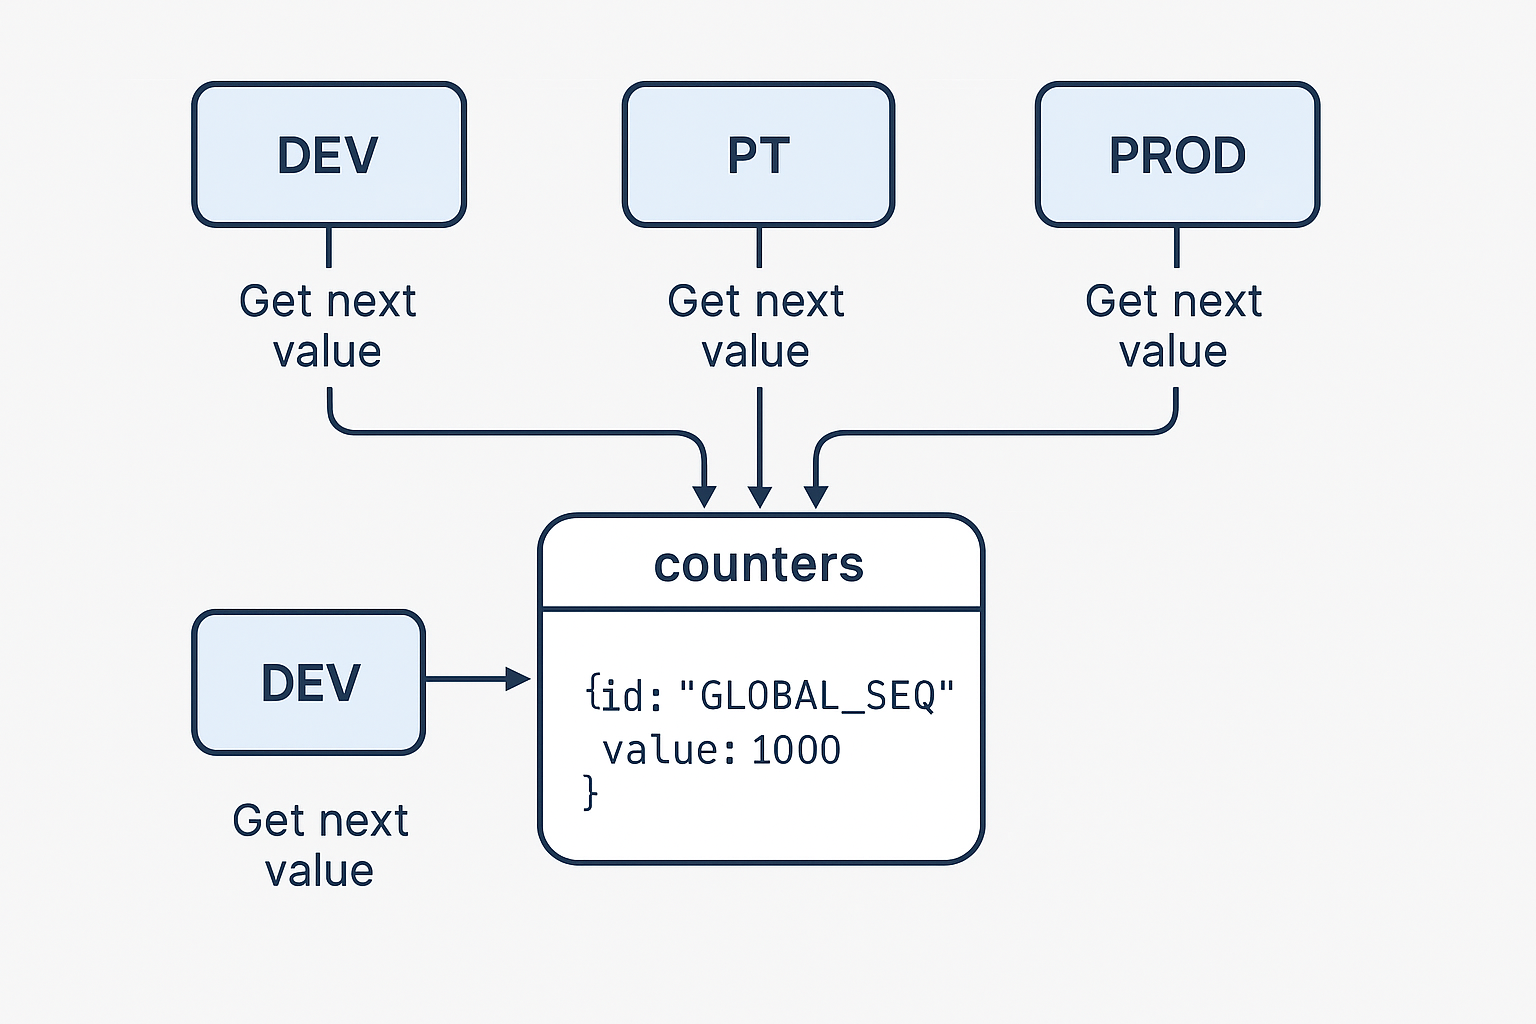 DEV
PT
PROD
Get next
value
Get next
value
Get next
value
counters
DEV
{id: "GLOBAL_SEQ"
value: 1000
}
Get next
value